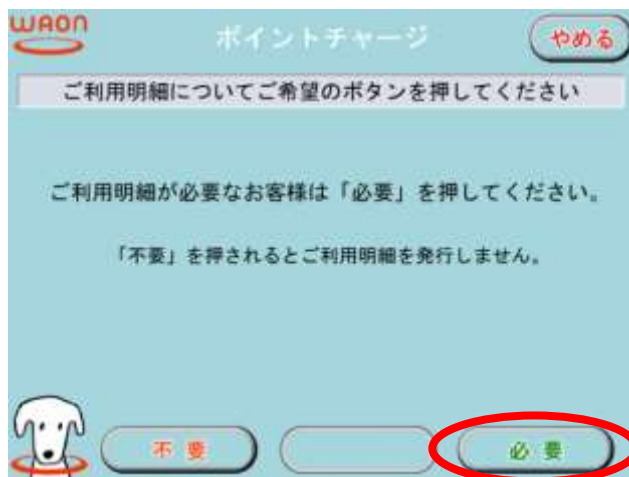 WAON
ポイントチャージ
やめる
ご利用明細についてご希望のボタンを押してください
ご利用明細が必要なお客様は「必要」を押してください。
「不要」を押されるとご利用明細を発行しません。
不要
必要